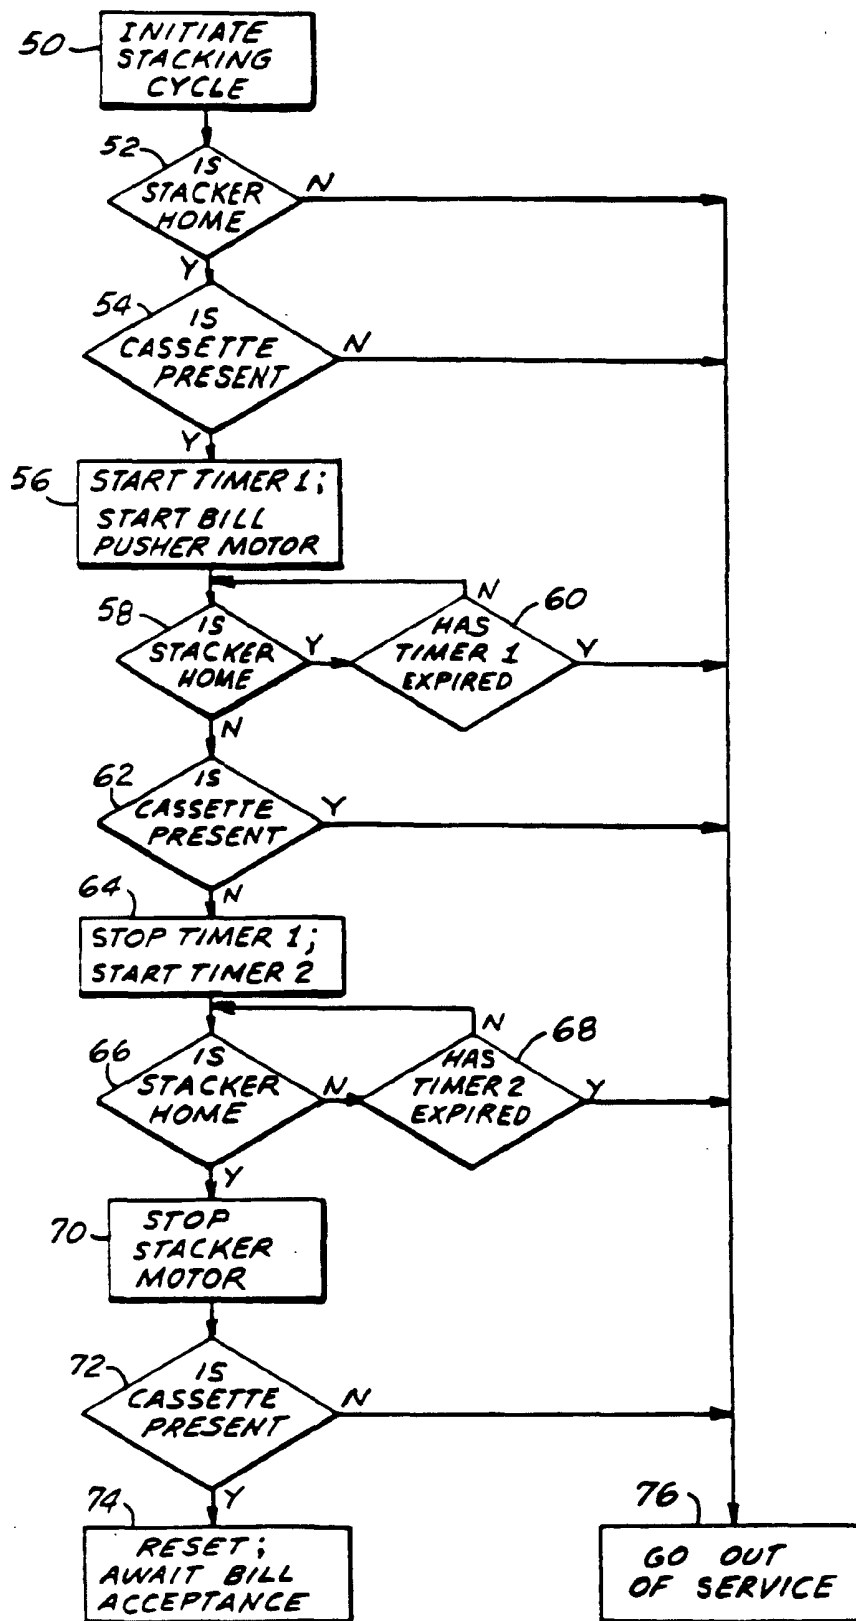 50
INITIATE
STACKING
CYCLE
52
IS
STACKER
HOME
N
Y
54
IS
CASSETTE
PRESENT
N
Y
56
START TIMER 1;
START BILL
PUSHER MOTOR
58
IS
STACKER
HOME
Y
N
60
HAS
TIMER 1
EXPIRED
Y
N
62
IS
CASSETTE
PRESENT
Y
N
64
STOP TIMER 1;
START TIMER 2
66
IS
STACKER
HOME
N
N
68
HAS
TIMER 2
EXPIRED
Y
Y
70
STOP
STACKER
MOTOR
72
IS
CASSETTE
PRESENT
N
Y
74
RESET;
AWAIT BILL
ACCEPTANCE
76
GO OUT
OF SERVICE